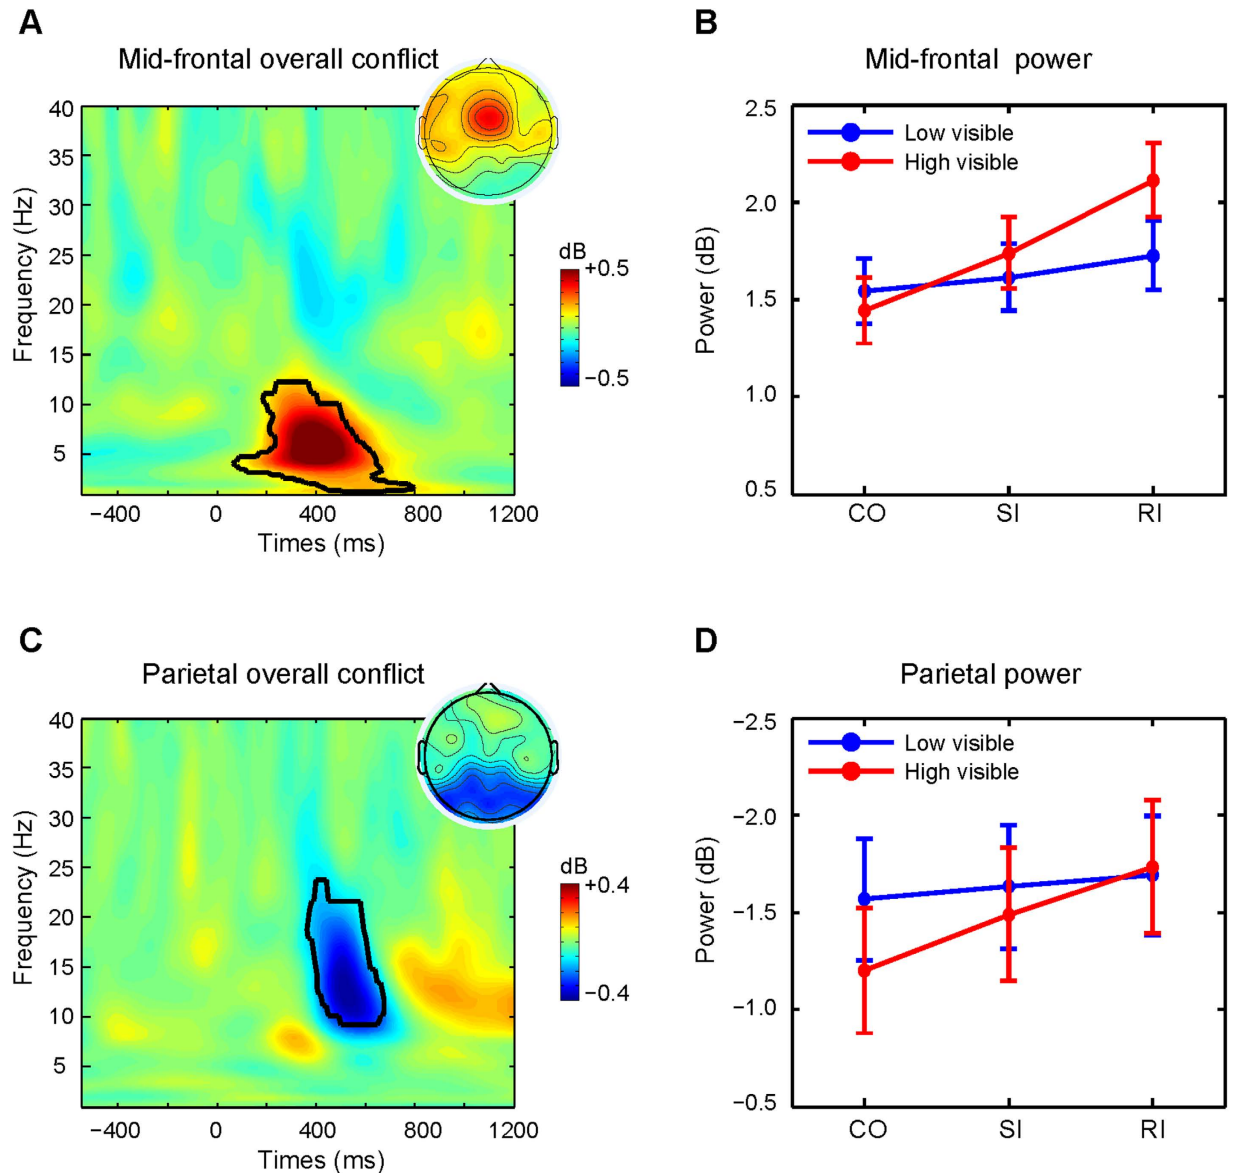 A
Mid-frontal overall conflict
40
35
30
25
20
15
10
5
Frequency (Hz)
−400 0 400 800 1200
Times (ms)
dB
+0.5
−0.5
B
Mid-frontal power
2.5
2.0
1.5
1.0
0.5
Power (dB)
Low visible
High visible
CO SI RI
C
Parietal overall conflict
40
35
30
25
20
15
10
5
Frequency (Hz)
−400 0 400 800 1200
Times (ms)
dB
+0.4
−0.4
D
Parietal power
−2.5
−2.0
−1.5
−1.0
−0.5
Power (dB)
Low visible
High visible
CO SI RI